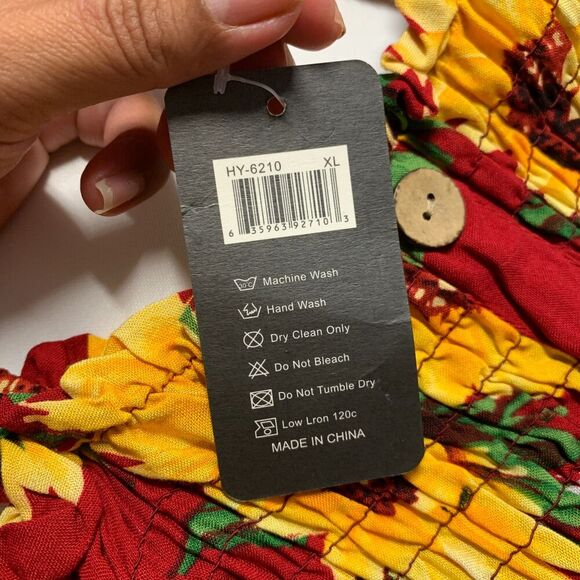 HY-6210 XL
6 35963 92710 3
30°C Machine Wash
Hand Wash
Dry Clean Only
Do Not Bleach
Do Not Tumble Dry
Low Lron 120c
MADE IN CHINA